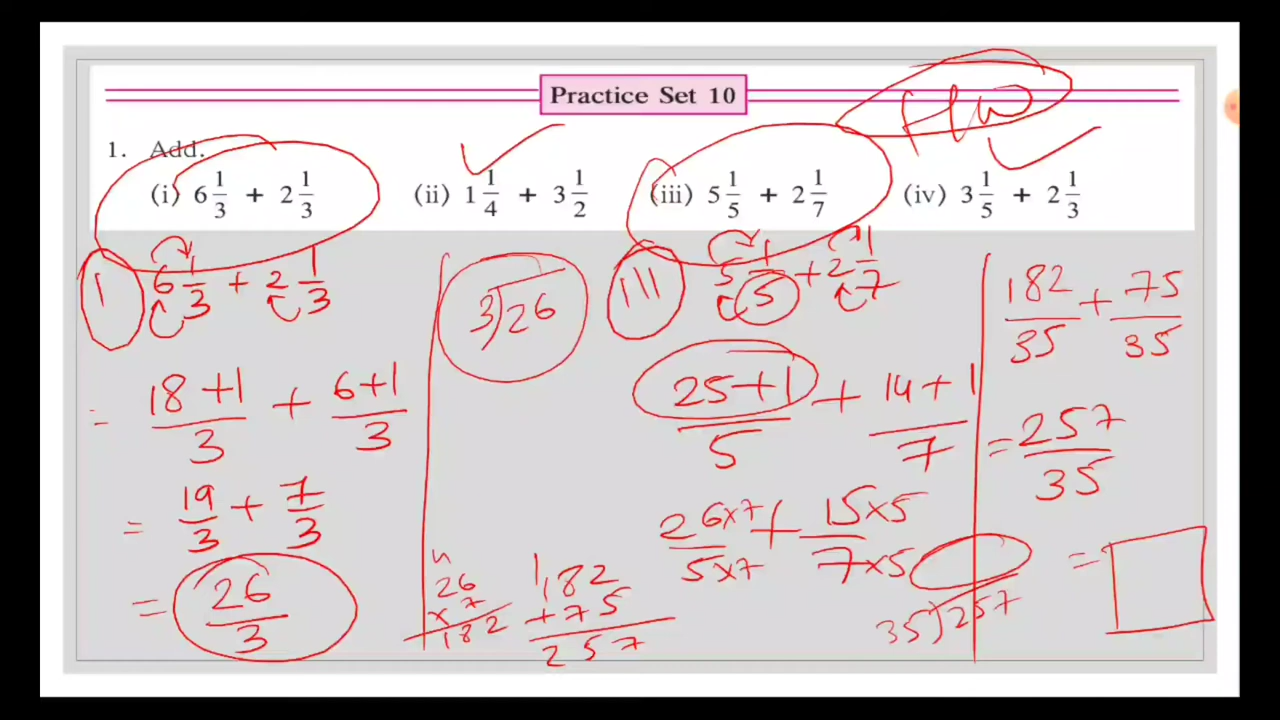 Practice Set 10
HW
1. Add.
(i) 6 1/3 + 2 1/3 (ii) 1 1/4 + 3 1/2 (iii) 5 1/5 + 2 1/7 (iv) 3 1/5 + 2 1/3
I 6 1/3 + 2 1/3
= 18+1/3 + 6+1/3
= 19/3 + 7/3
= 26/3
3)26
III 5 1/5 + 2 1/7
25+1/5 + 14+1/7
26×7/5×7 + 15×5/7×5
26
×7
182
182
+75
257
35)257
182/35 + 75/35
= 257/35
=